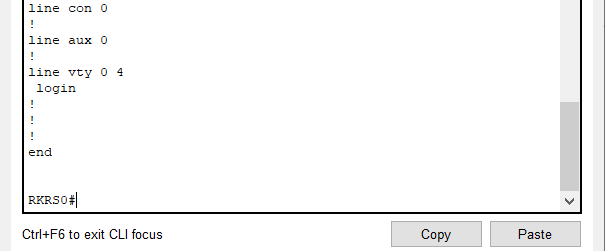 line con 0
!
line aux 0
!
line vty 0 4
 login
!
!
!
end
RKRS0#
Ctrl+F6 to exit CLI focus
Copy
Paste